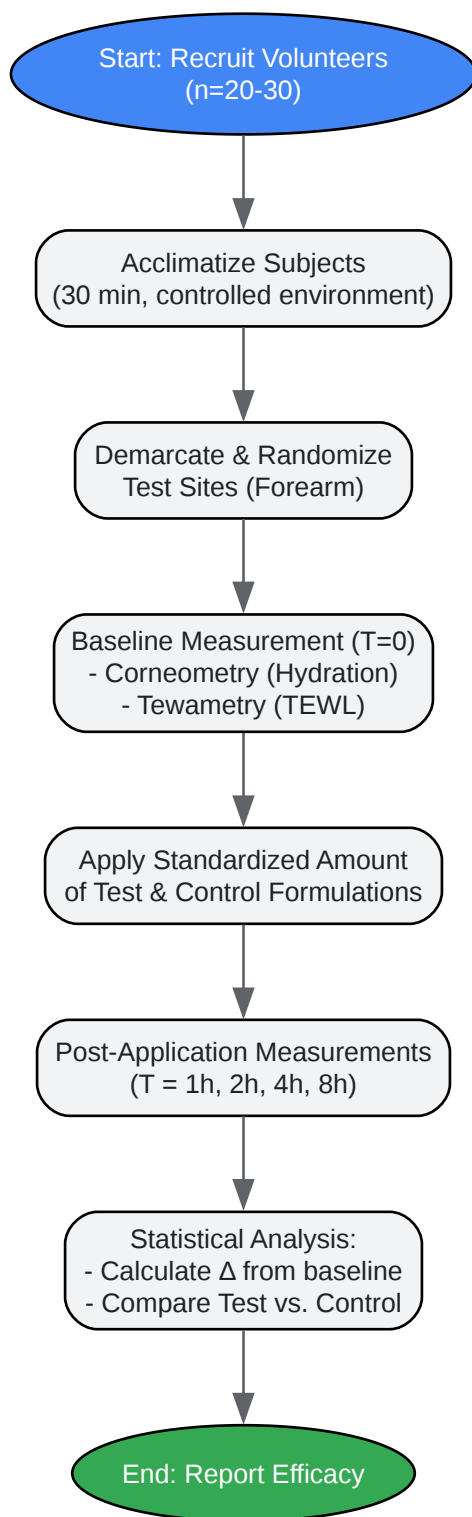 Start: Recruit Volunteers
(n=20-30)
Acclimatize Subjects
(30 min, controlled environment)
Demarcate & Randomize
Test Sites (Forearm)
Baseline Measurement (T=0)
- Corneometry (Hydration)
- Tewametry (TEWL)
Apply Standardized Amount
of Test & Control Formulations
Post-Application Measurements
(T = 1h, 2h, 4h, 8h)
Statistical Analysis:
- Calculate Δ from baseline
- Compare Test vs. Control
End: Report Efficacy